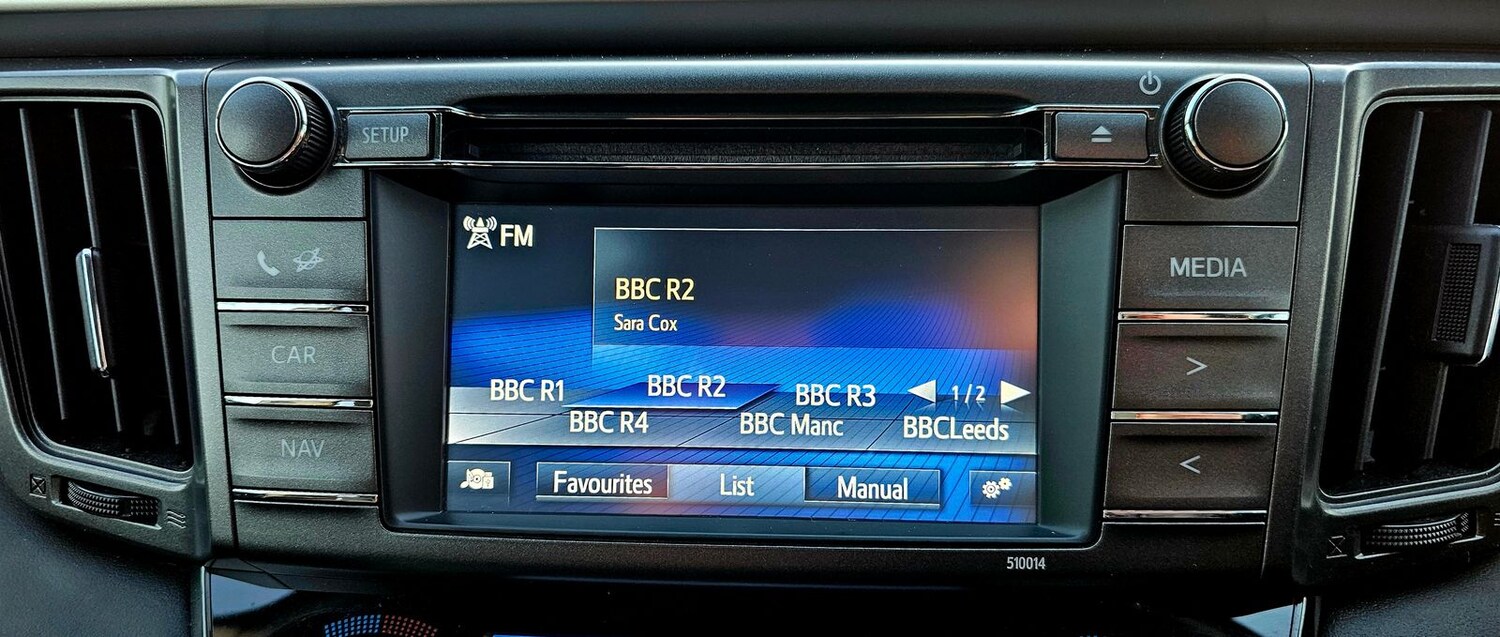 SETUP
FM
BBC R2
Sara Cox
MEDIA
CAR
NAV
BBC R1
BBC R2
BBC R3
1/2
BBC R4
BBC Manc
BBCLeeds
Favourites
List
Manual
>
<
510014